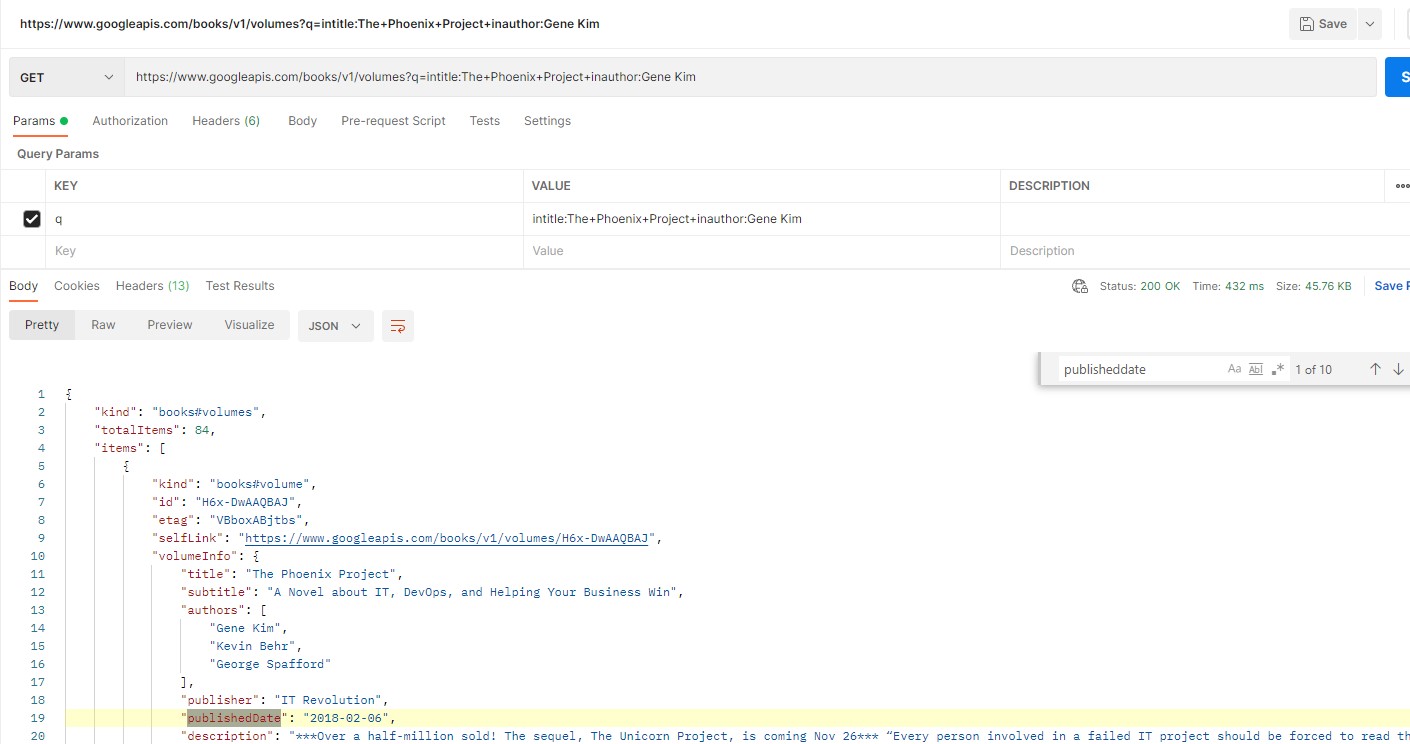 https://www.googleapis.com/books/v1/volumes?q=intitle:The+Phoenix+Project+inauthor:Gene Kim
Save
GET https://www.googleapis.com/books/v1/volumes?q=intitle:The+Phoenix+Project+inauthor:Gene Kim S
Params Authorization Headers (6) Body Pre-request Script Tests Settings
Query Params
KEY VALUE DESCRIPTION ooo
q intitle:The+Phoenix+Project+inauthor:Gene Kim
Key Value Description
Body Cookies Headers (13) Test Results Status: 200 OK Time: 432 ms Size: 45.76 KB Save
Pretty Raw Preview Visualize JSON
publisheddate Aa Abl .* 1 of 10
1 {
2 "kind": "books#volumes",
3 "totalItems": 84,
4 "items": [
5 {
6 "kind": "books#volume",
7 "id": "H6x-DwAAQBAJ",
8 "etag": "VBboxABjtbs",
9 "selfLink": "https://www.googleapis.com/books/v1/volumes/H6x-DwAAQBAJ",
10 "volumeInfo": {
11 "title": "The Phoenix Project",
12 "subtitle": "A Novel about IT, DevOps, and Helping Your Business Win",
13 "authors": [
14 "Gene Kim",
15 "Kevin Behr",
16 "George Spafford"
17 ],
18 "publisher": "IT Revolution",
19 "publishedDate": "2018-02-06",
20 "description": "***Over a half-million sold! The sequel, The Unicorn Project, is coming Nov 26*** “Every person involved in a failed IT project should be forced to read th